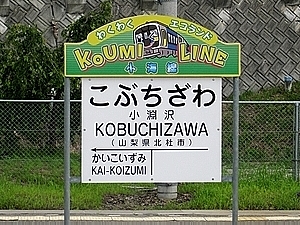 わくわく エコランド
KOUMI LINE
小海線
こぶちざわ
小淵沢
KOBUCHIZAWA
(山梨県北杜市)
かいこいずみ
KAI-KOIZUMI